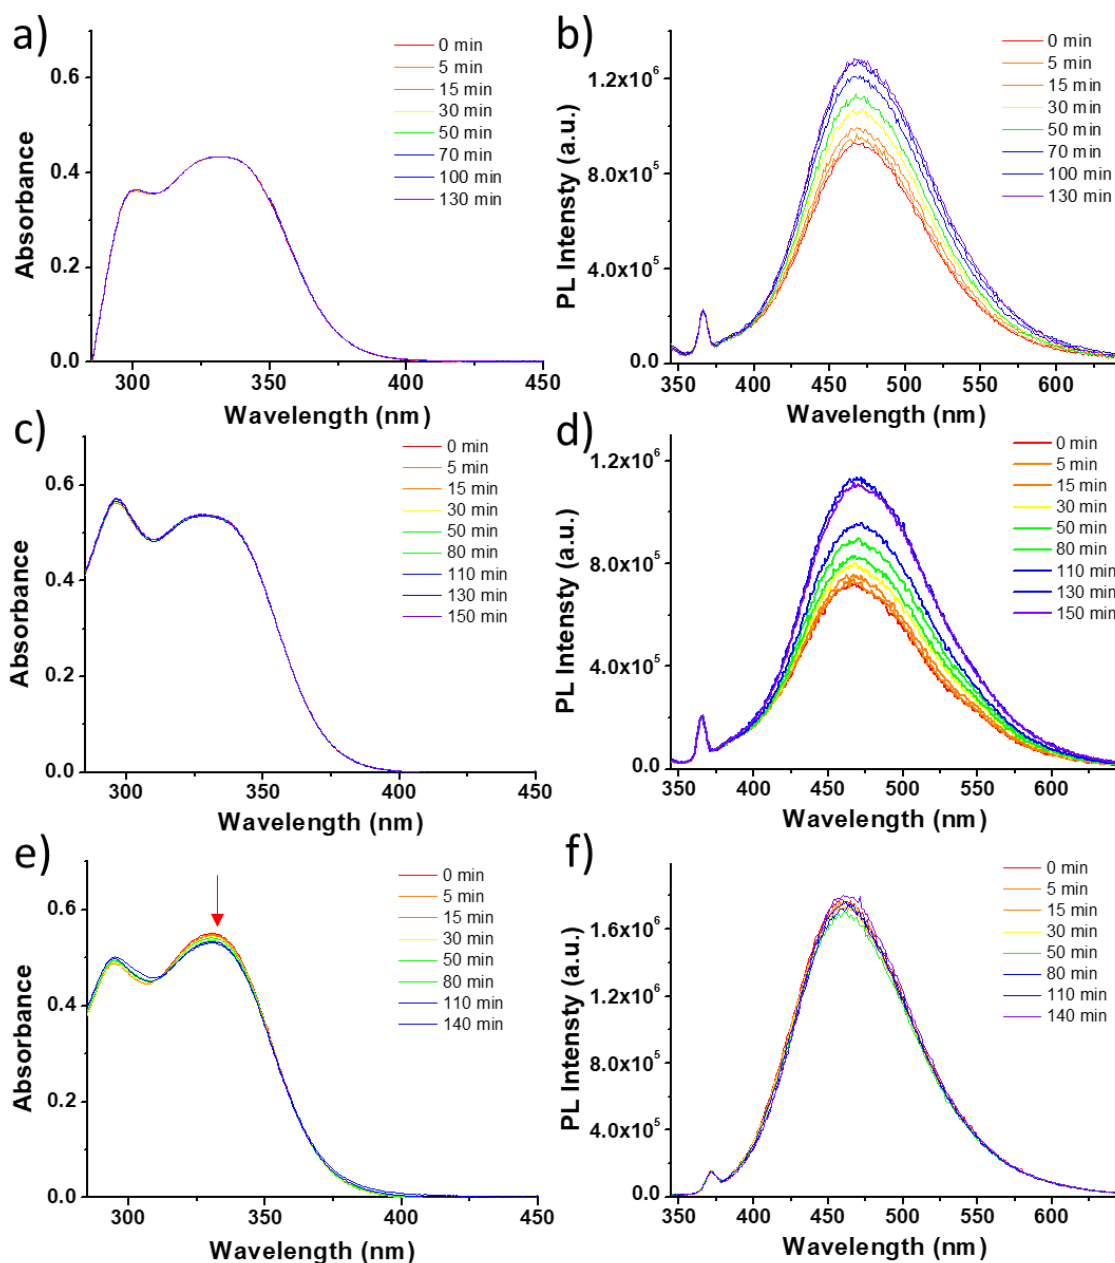 a)
0 min
5 min
15 min
30 min
50 min
70 min
100 min
130 min
0.6
0.4
0.2
0.0
300
350
400
450
Absorbance
Wavelength (nm)
b)
0 min
5 min
15 min
30 min
50 min
70 min
100 min
130 min
1.2x10⁶
8.0x10⁵
4.0x10⁵
0.0
345
400
450
500
550
600
PL Intensty (a.u.)
Wavelength (nm)
c)
0 min
5 min
15 min
30 min
50 min
80 min
110 min
130 min
150 min
0.6
0.4
0.2
0.0
300
350
400
450
Absorbance
Wavelength (nm)
d)
0 min
5 min
15 min
30 min
50 min
80 min
110 min
130 min
150 min
1.2x10⁶
8.0x10⁵
4.0x10⁵
0.0
345
400
450
500
550
600
PL Intensty (a.u.)
Wavelength (nm)
e)
0 min
5 min
15 min
30 min
50 min
80 min
110 min
140 min
0.6
0.4
0.2
0.0
300
350
400
450
Absorbance
Wavelength (nm)
f)
0 min
5 min
15 min
30 min
50 min
80 min
110 min
140 min
1.6x10⁶
1.2x10⁶
8.0x10⁵
4.0x10⁵
0.0
345
400
450
500
550
600
PL Intensty (a.u.)
Wavelength (nm)